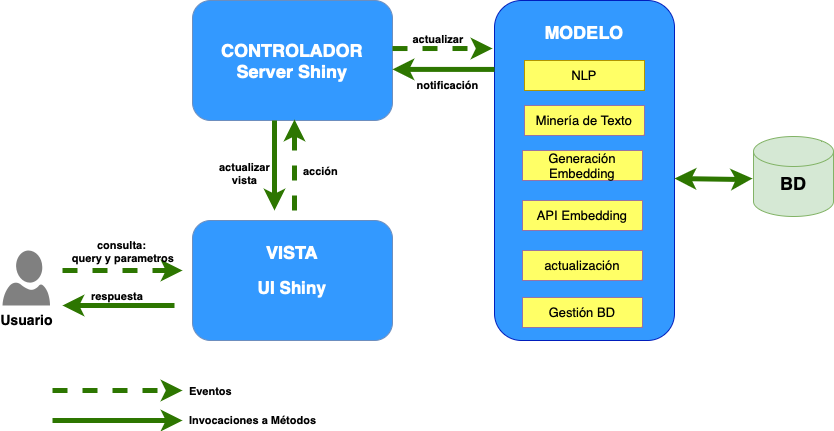 CONTROLADOR
Server Shiny
actualizar
notificación
MODELO
NLP
Minería de Texto
Generación
Embedding
API Embedding
actualización
Gestión BD
BD
actualizar
vista
acción
VISTA
UI Shiny
consulta:
query y parametros
respuesta
Usuario
Eventos
Invocaciones a Métodos